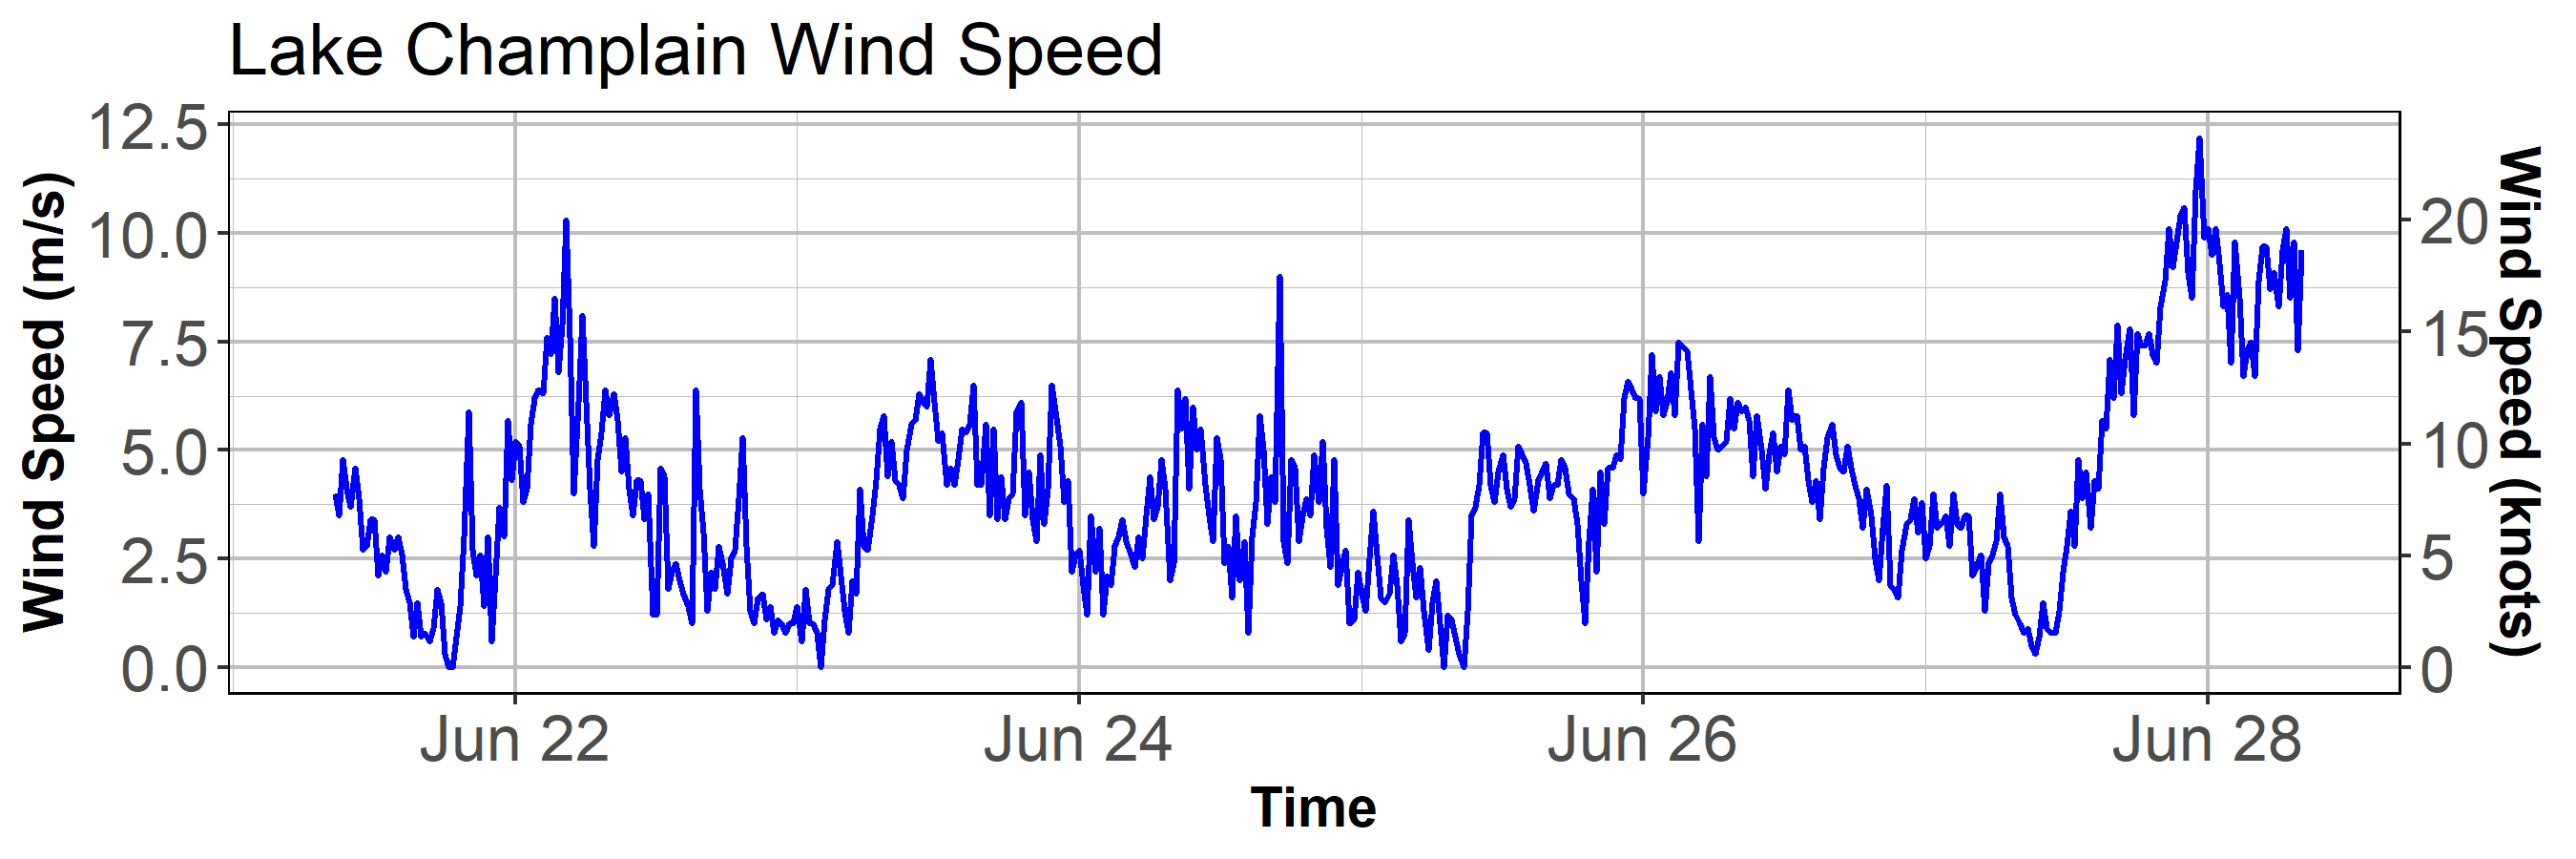 Lake Champlain Wind Speed
Wind Speed (m/s)
12.5
10.0
7.5
5.0
2.5
0.0
20
15
10
5
0
Wind Speed (knots)
Jun 22
Jun 24
Jun 26
Jun 28
Time